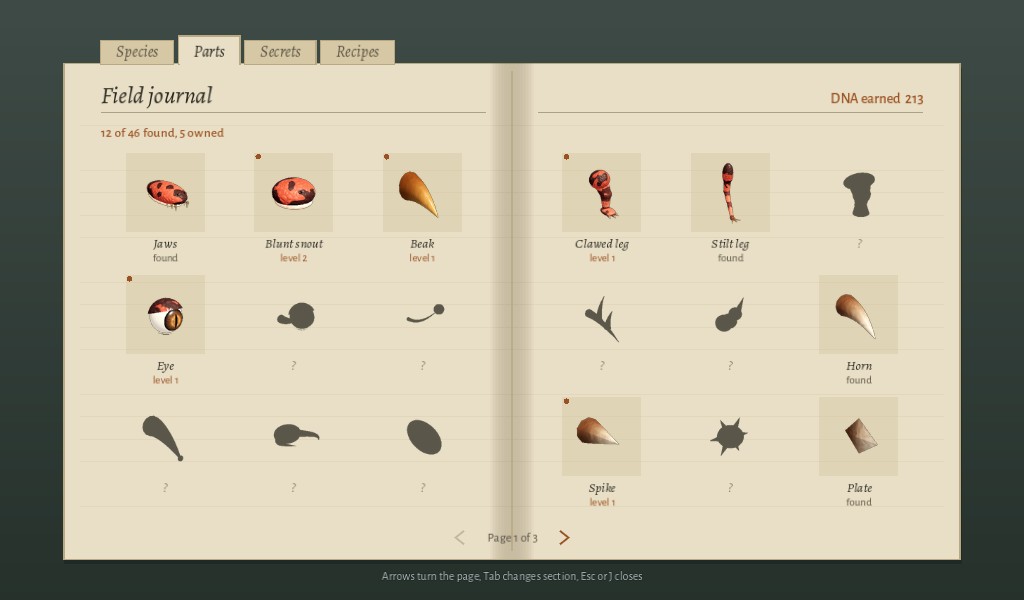 Species
Parts
Secrets
Recipes
Field journal
DNA earned 213
12 of 46 found, 5 owned
Jaws
found
Blunt snout
level 2
Beak
level 1
Eye
level 1
?
?
?
?
?
Clawed leg
level 1
Stilt leg
found
?
?
?
Horn
found
Spike
level 1
?
Plate
found
Page 1 of 3
Arrows turn the page, Tab changes section, Esc or J closes